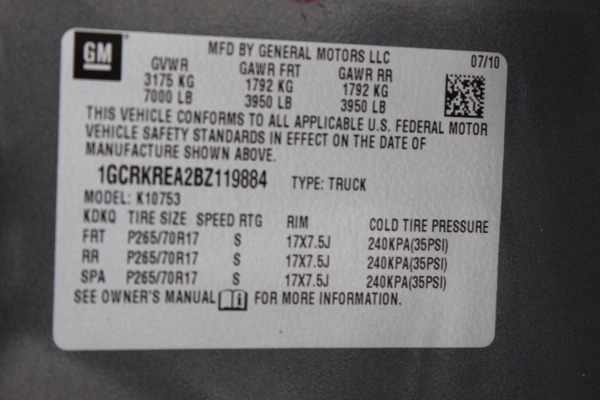 GM
MFD BY GENERAL MOTORS LLC 07/10
GVWR GAWR FRT GAWR RR
3175 KG 1792 KG 1792 KG
7000 LB 3950 LB 3950 LB
THIS VEHICLE CONFORMS TO ALL APPLICABLE U.S. FEDERAL MOTOR
VEHICLE SAFETY STANDARDS IN EFFECT ON THE DATE OF
MANUFACTURE SHOWN ABOVE.
1GCRKREA2BZ119884 TYPE: TRUCK
MODEL: K10753
KDKQ TIRE SIZE SPEED RTG RIM COLD TIRE PRESSURE
FRT P265/70R17 S 17X7.5J 240KPA(35PSI)
RR P265/70R17 S 17X7.5J 240KPA(35PSI)
SPA P265/70R17 S 17X7.5J 240KPA(35PSI)
SEE OWNER'S MANUAL FOR MORE INFORMATION.